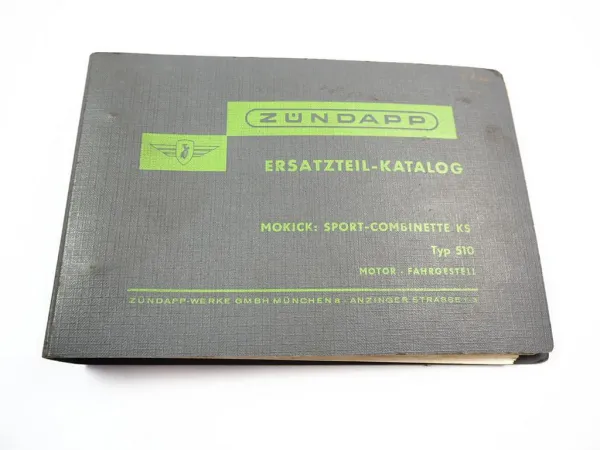 ZÜNDAPP
ERSATZTEIL-KATALOG
MOKICK: SPORT-COMBINETTE KS
Typ 510
MOTOR - FAHRGESTELL
ZÜNDAPP-WERKE GMBH MÜNCHEN 8 · ANZINGER STRASSE 1-3